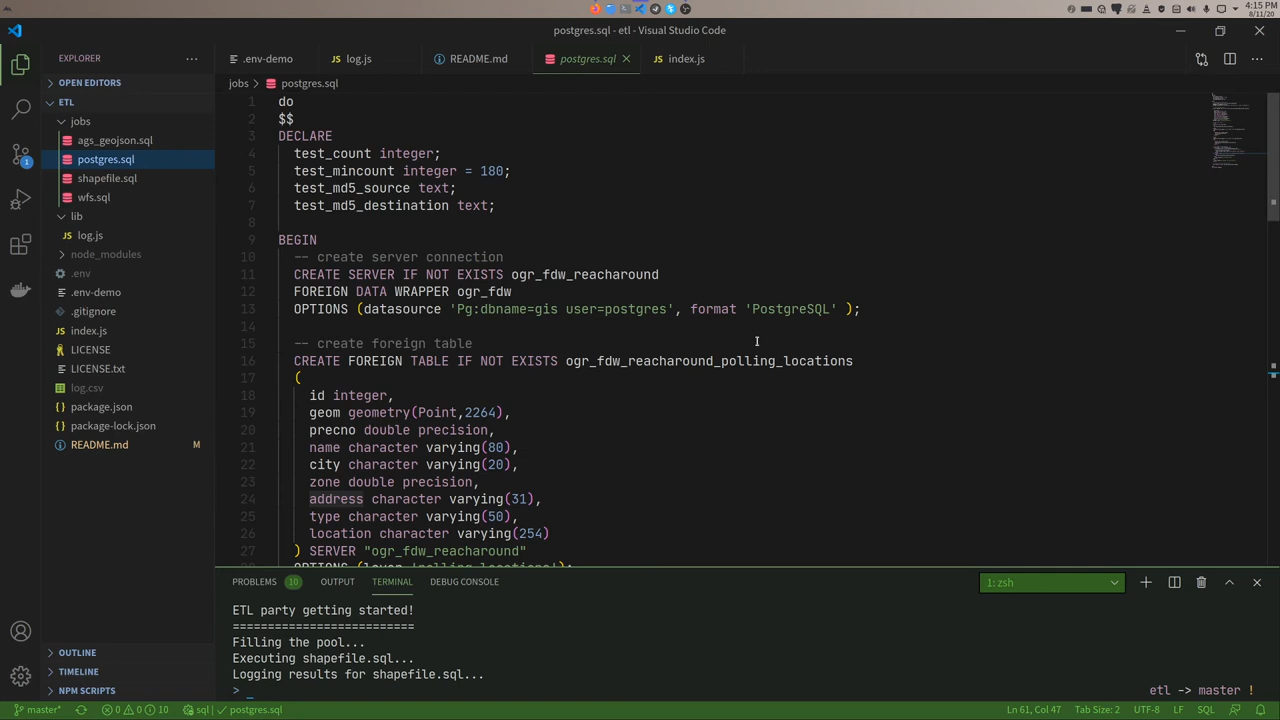 4:15 PM
8/11/20
postgres.sql - etl - Visual Studio Code
EXPLORER
.env-demo
log.js
README.md
postgres.sql
index.js
OPEN EDITORS
jobs > postgres.sql
ETL
jobs
ags_geojson.sql
postgres.sql
shapefile.sql
wfs.sql
lib
log.js
node_modules
.env
.env-demo
.gitignore
index.js
LICENSE
LICENSE.txt
log.csv
package.json
package-lock.json
README.md M
OUTLINE
TIMELINE
NPM SCRIPTS
1
1 do
2 $$
3 DECLARE
4 test_count integer;
5 test_mincount integer = 180;
6 test_md5_source text;
7 test_md5_destination text;
8
9 BEGIN
10 -- create server connection
11 CREATE SERVER IF NOT EXISTS ogr_fdw_reacharound
12 FOREIGN DATA WRAPPER ogr_fdw
13 OPTIONS (datasource 'Pg:dbname=gis user=postgres', format 'PostgreSQL' );
14
15 -- create foreign table
16 CREATE FOREIGN TABLE IF NOT EXISTS ogr_fdw_reacharound_polling_locations
17 (
18 id integer,
19 geom geometry(Point,2264),
20 precno double precision,
21 name character varying(80),
22 city character varying(20),
23 zone double precision,
24 address character varying(31),
25 type character varying(50),
26 location character varying(254)
27 ) SERVER "ogr_fdw_reacharound"
OPTIONS (layer 'polling_locations');
PROBLEMS 10 OUTPUT TERMINAL DEBUG CONSOLE
1: zsh
ETL party getting started!
=========================
Filling the pool...
Executing shapefile.sql...
Logging results for shapefile.sql...
>
etl -> master !
master* 0 0 10 sql | postgres.sql
Ln 61, Col 47 Tab Size: 2 UTF-8 LF SQL